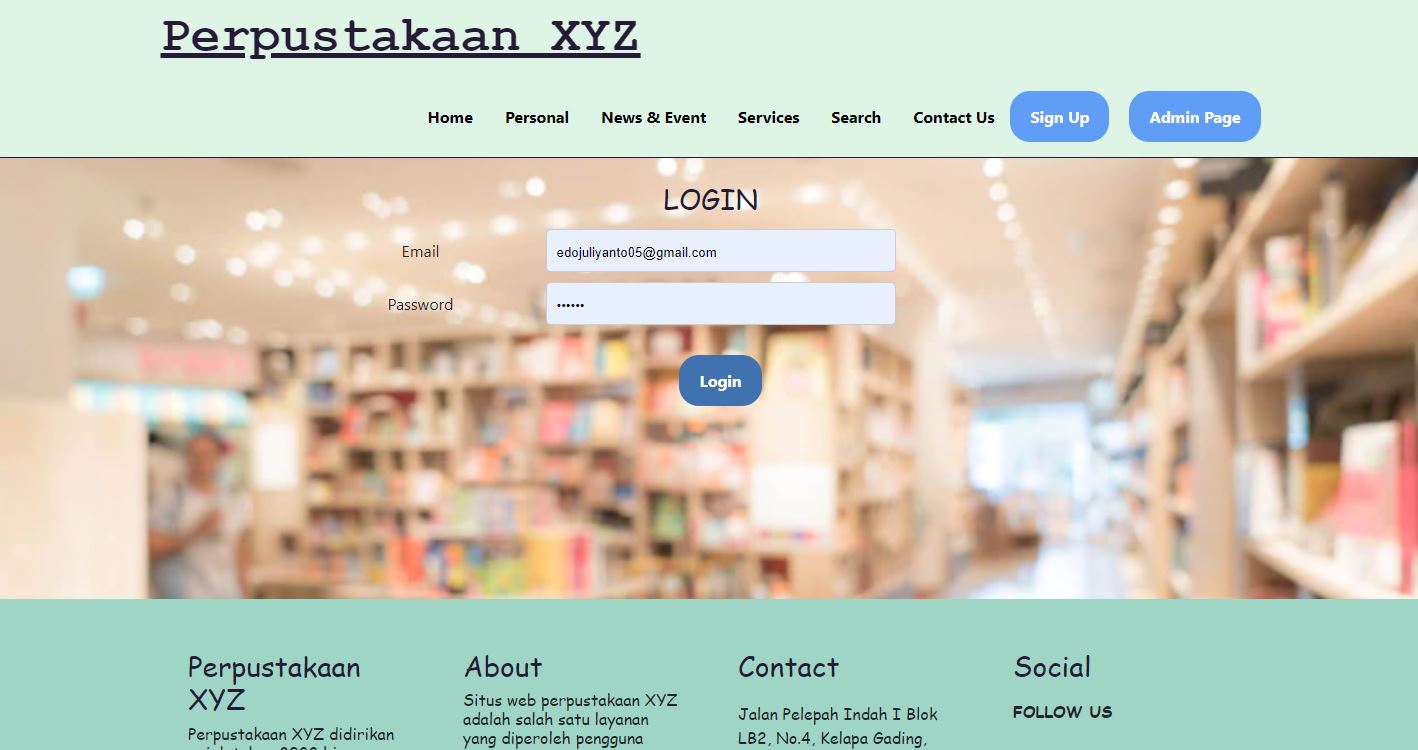 Perpustakaan XYZ
Home Personal News & Event Services Search Contact Us Sign Up Admin Page
LOGIN
Email edojuliyanto05@gmail.com
Password ••••••
Login
Perpustakaan
XYZ
Perpustakaan XYZ didirikan
About
Situs web perpustakaan XYZ
adalah salah satu layanan
yang diperoleh pengguna
Contact
Jalan Pelepah Indah I Blok
LB2, No.4, Kelapa Gading,
Social
FOLLOW US